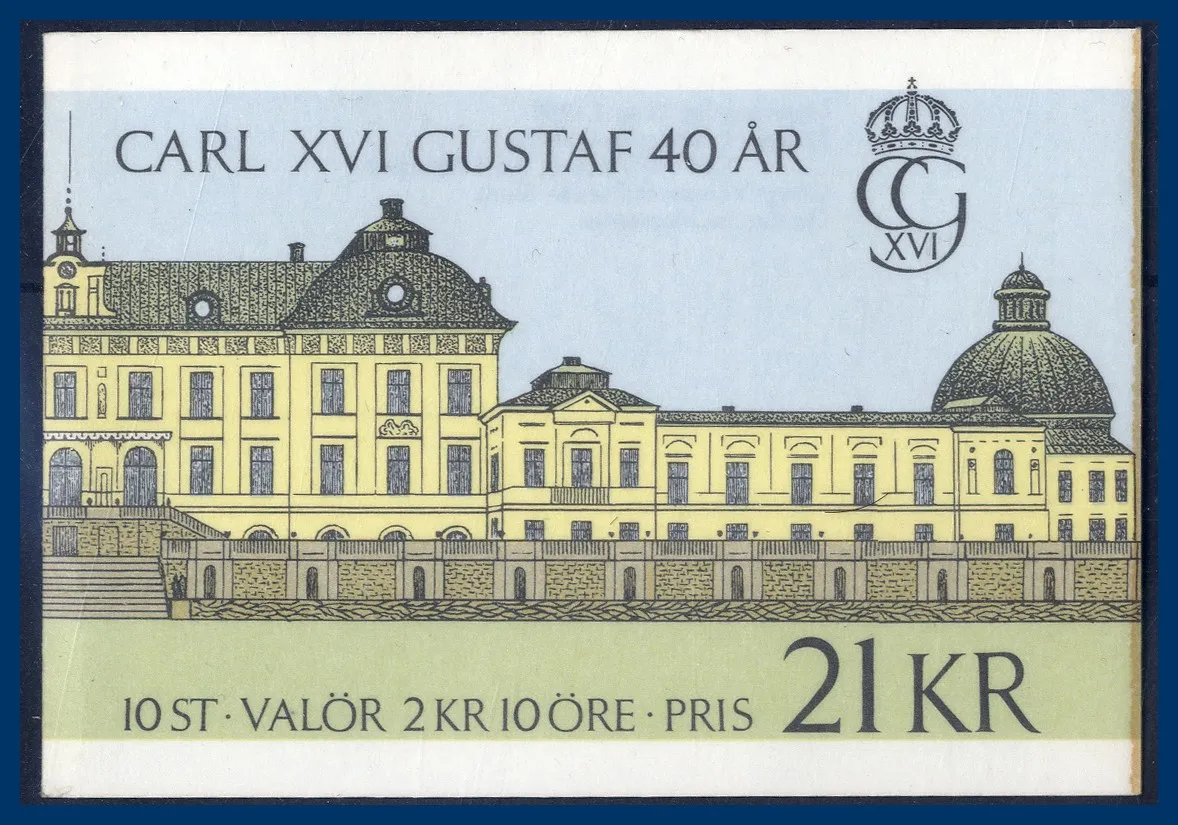 CARL XVI GUSTAF 40 ÅR
CG
XVI
10 ST · VALÖR 2 KR 10 ÖRE · PRIS 21 KR